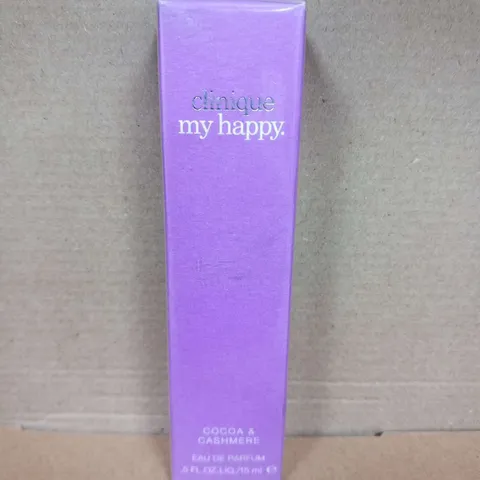 clinique
my happy.
COCOA &
CASHMERE
EAU DE PARFUM
.5 FL.OZ.LIQ./15 ml ℮